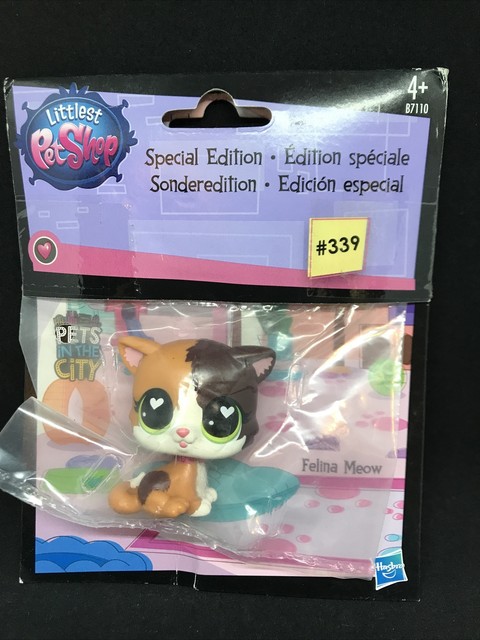 Littlest
PetShop
4+
B7110
Special Edition • Édition spéciale
Sonderedition • Edición especial
#339
PETS
IN THE
CITY
Felina Meow
Hasbro